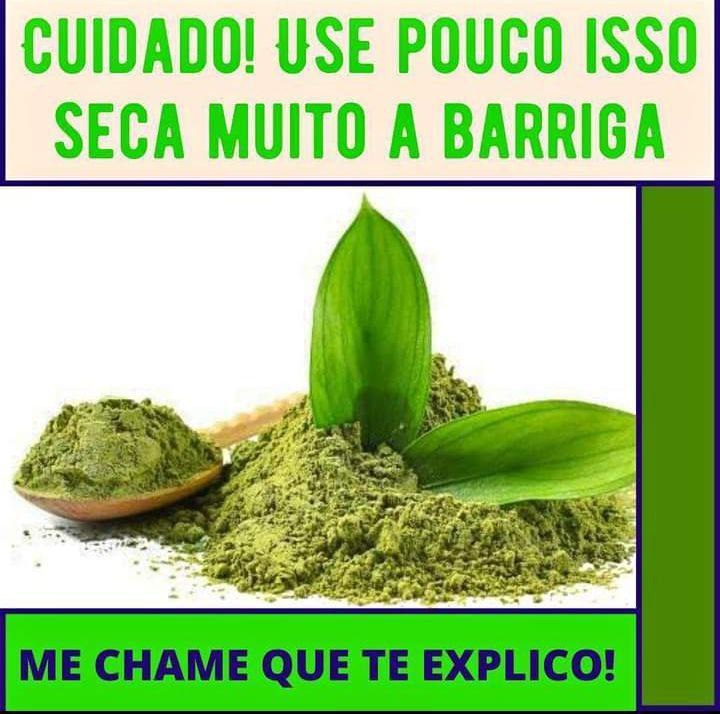 CUIDADO! USE POUCO ISSO
SECA MUITO A BARRIGA
ME CHAME QUE TE EXPLICO!